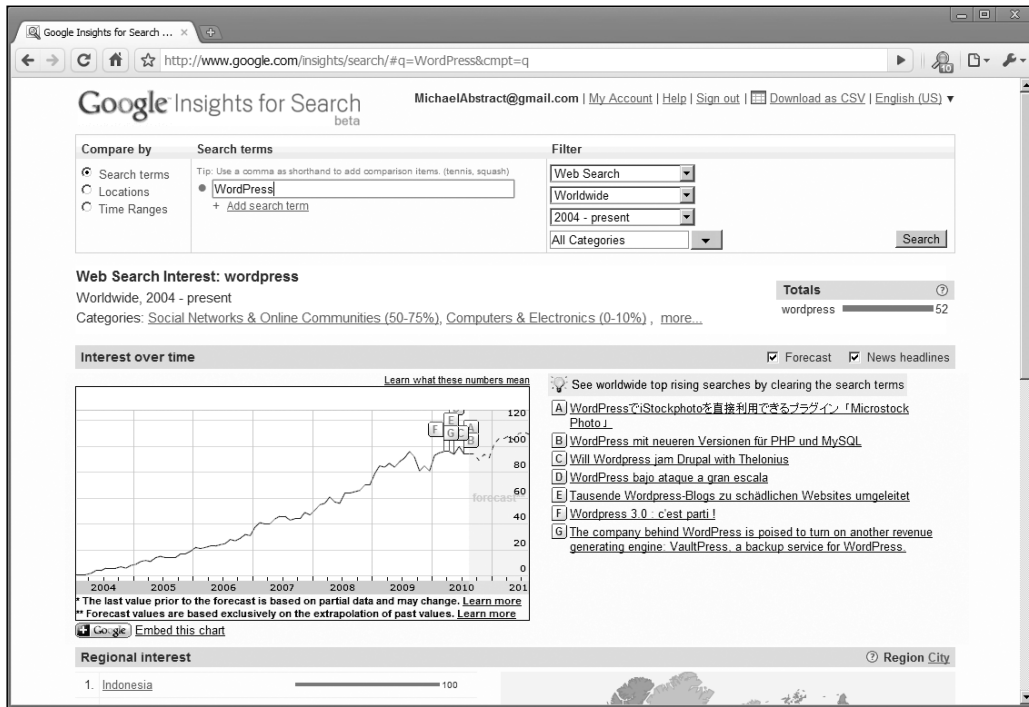 Google Insights for Search ...
http://www.google.com/insights/search/#q=WordPress&cmpt=q
Google Insights for Search
beta
MichaelAbstract@gmail.com | My Account | Help | Sign out | Download as CSV | English (US) ▼
Compare by
Search terms
Filter
Search terms
Locations
Time Ranges
Tip: Use a comma as shorthand to add comparison items. (tennis, squash)
WordPress
+ Add search term
Web Search
Worldwide
2004 - present
All Categories
Search
Web Search Interest: wordpress
Worldwide, 2004 - present
Categories: Social Networks & Online Communities (50-75%), Computers & Electronics (0-10%) , more...
Totals
wordpress 52
Interest over time
Forecast
News headlines
Learn what these numbers mean
120
100
80
60
40
20
0
forecast
F E G C A B
2004 2005 2006 2007 2008 2009 2010 201
* The last value prior to the forecast is based on partial data and may change. Learn more
** Forecast values are based exclusively on the extrapolation of past values. Learn more
Google Embed this chart
See worldwide top rising searches by clearing the search terms
A WordPressでiStockphotoを直接利用できるプラグイン「Microstock
Photo」
B WordPress mit neueren Versionen für PHP und MySQL
C Will Wordpress jam Drupal with Thelonius
D WordPress bajo ataque a gran escala
E Tausende Wordpress-Blogs zu schädlichen Websites umgeleitet
F Wordpress 3.0 : c'est parti !
G The company behind WordPress is poised to turn on another revenue
generating engine: VaultPress, a backup service for WordPress.
Regional interest
Region City
1. Indonesia 100